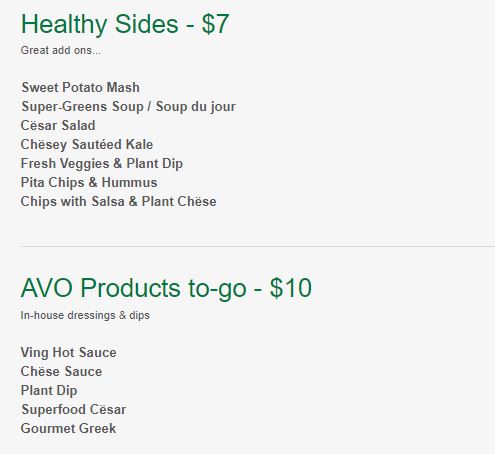 Healthy Sides - $7
Great add ons...
Sweet Potato Mash
Super-Greens Soup / Soup du jour
Cësar Salad
Chësey Sautéed Kale
Fresh Veggies & Plant Dip
Pita Chips & Hummus
Chips with Salsa & Plant Chëse
AVO Products to-go - $10
In-house dressings & dips
Ving Hot Sauce
Chëse Sauce
Plant Dip
Superfood Cësar
Gourmet Greek